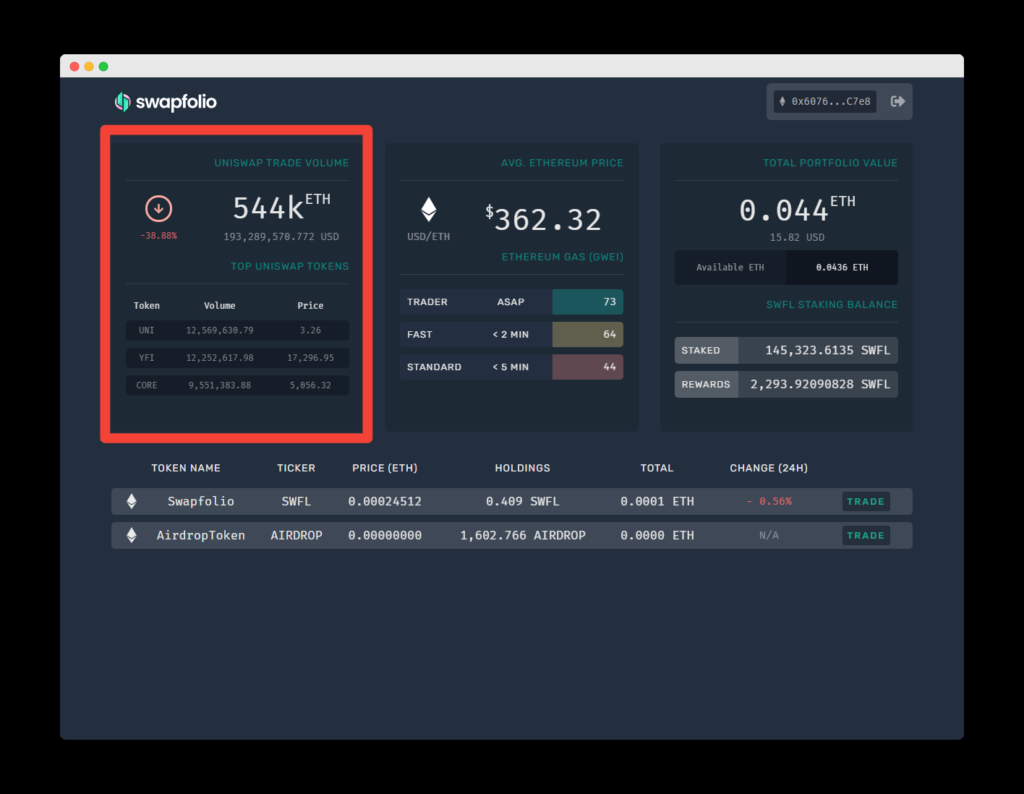 swapfolio
0x6076...C7e8
UNISWAP TRADE VOLUME
544k ETH
-38.88%
193,289,570.772 USD
TOP UNISWAP TOKENS
Token Volume Price
UNI 12,569,630.79 3.26
YFI 12,252,617.98 17,296.95
CORE 9,551,383.88 5,056.32
AVG. ETHEREUM PRICE
$362.32
USD/ETH
ETHEREUM GAS (GWEI)
TRADER ASAP 73
FAST < 2 MIN 64
STANDARD < 5 MIN 44
TOTAL PORTFOLIO VALUE
0.044 ETH
15.82 USD
Available ETH 0.0436 ETH
SWFL STAKING BALANCE
STAKED 145,323.6135 SWFL
REWARDS 2,293.92090828 SWFL
TOKEN NAME TICKER PRICE (ETH) HOLDINGS TOTAL CHANGE (24H)
Swapfolio SWFL 0.00024512 0.409 SWFL 0.0001 ETH - 0.56% TRADE
AirdropToken AIRDROP 0.00000000 1,602.766 AIRDROP 0.0000 ETH N/A TRADE